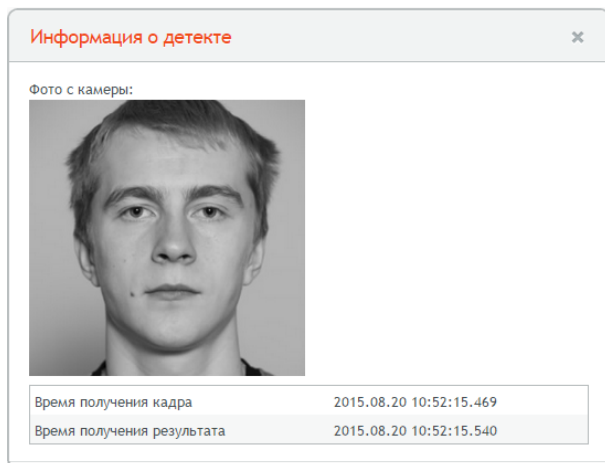 Информация о детекте
Фото с камеры:
Время получения кадра 2015.08.20 10:52:15.469
Время получения результата 2015.08.20 10:52:15.540